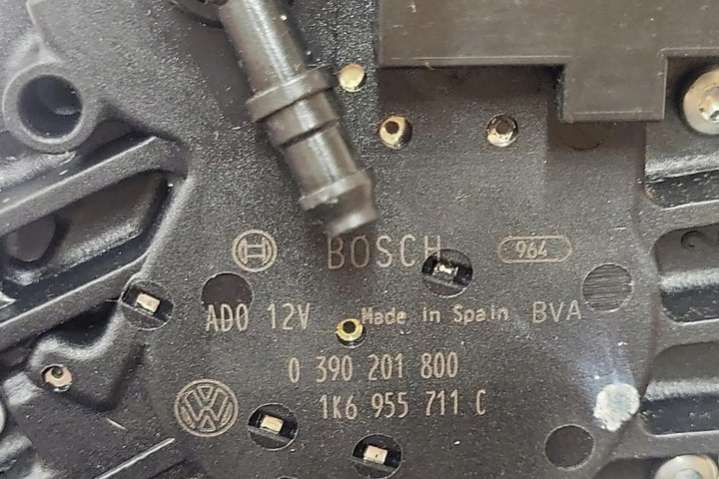 BOSCH 964
AD0 12V Made in Spain BVA
0 390 201 800
1K6 955 711 C